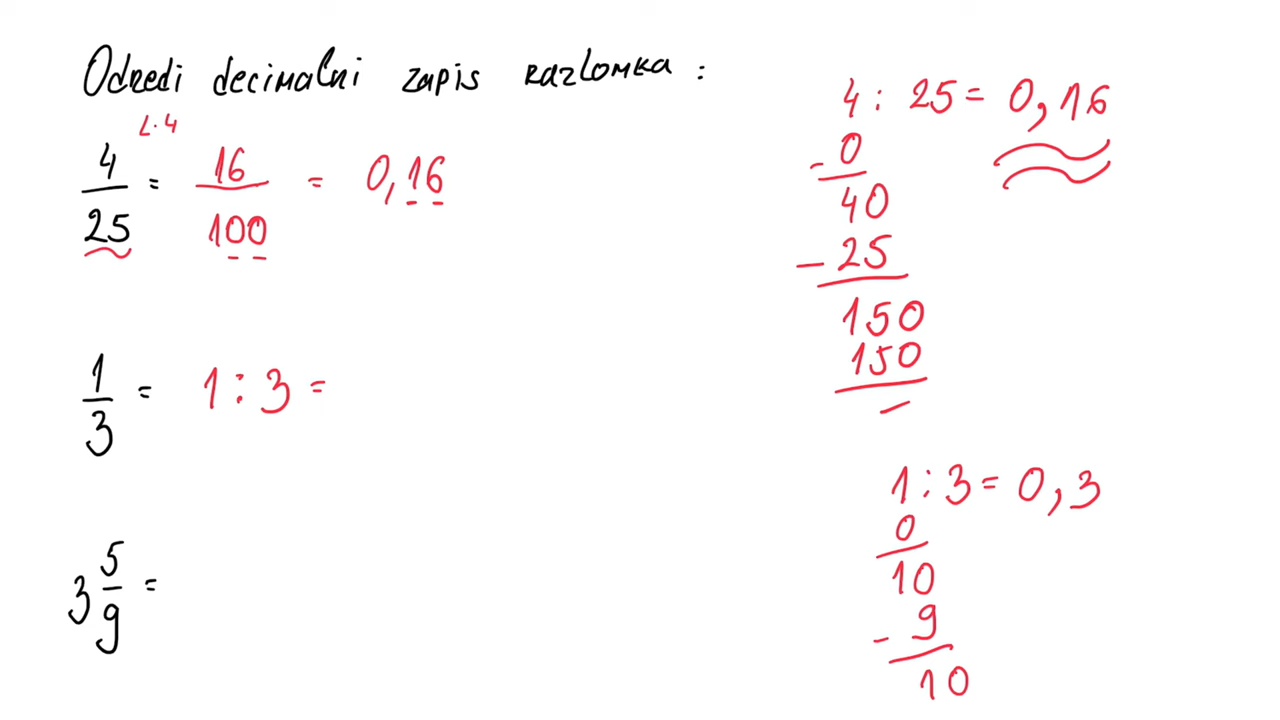 Odredi decimalni zapis razlomka :
L·4
4/25 = 16/100 = 0,16
1/3 = 1 : 3 =
3 5/9 =
4 : 25 = 0,16
- 0
40
- 25
150
150
1 : 3 = 0,3
0
10
- 9
10